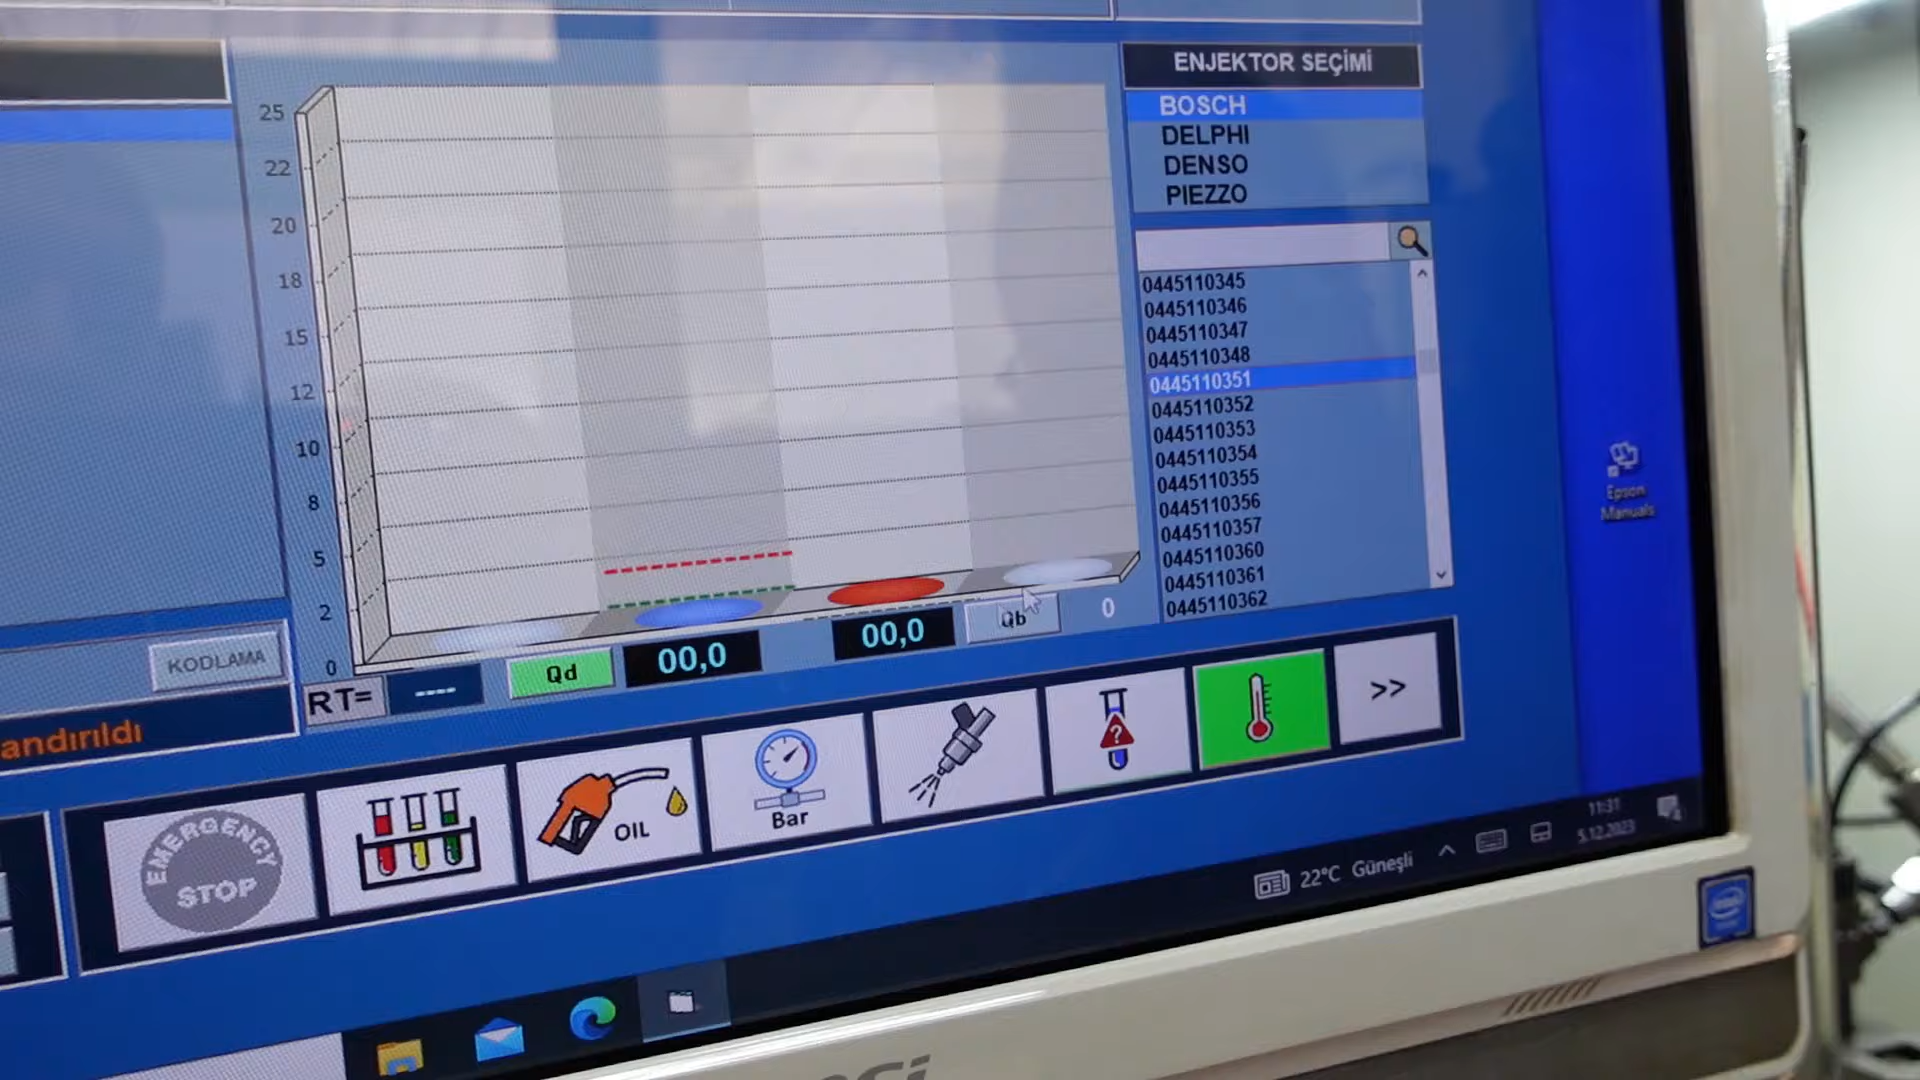 ENJEKTOR SEÇİMİ
BOSCH
DELPHI
DENSO
PIEZZO
25
22
20
18
15
12
10
8
5
2
0
0445110345
0445110346
0445110347
0445110348
0445110351
0445110352
0445110353
0445110354
0445110355
0445110356
0445110357
0445110360
0445110361
0445110362
Epson
Manuals
KODLAMA
RT=
----
Qd
00,0
00,0
Qb
0
andırıldı
EMERGENCY
STOP
OIL
Bar
?
>>
22°C Güneşli
11:31
5.12.2023
intel